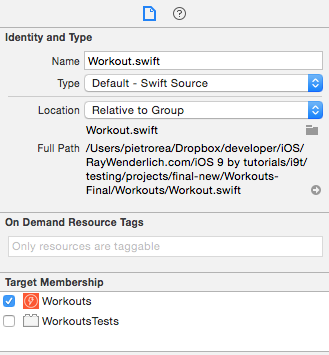 Identity and Type
Name Workout.swift
Type Default - Swift Source
Location Relative to Group
Workout.swift
Full Path /Users/pietrorea/Dropbox/developer/iOS/
RayWenderlich.com/iOS 9 by tutorials/i9t/
testing/projects/final-new/Workouts-
Final/Workouts/Workout.swift
On Demand Resource Tags
Only resources are taggable
Target Membership
Workouts
WorkoutsTests